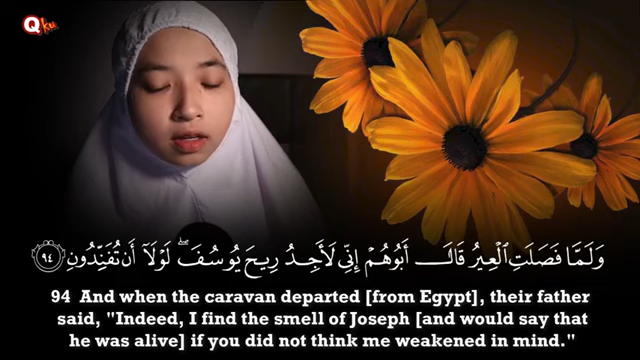 Qku
وَلَمَّا فَصَلَتِ ٱلْعِيرُ قَالَ أَبُوهُمْ إِنِّى لَأَجِدُ رِيحَ يُوسُفَ ۖ لَوْلَآ أَن تُفَنِّدُونِ ٩٤
94 And when the caravan departed [from Egypt], their father
said, "Indeed, I find the smell of Joseph [and would say that
he was alive] if you did not think me weakened in mind."